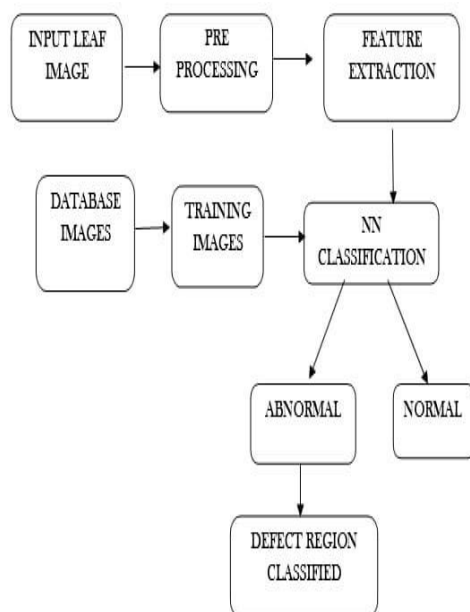 INPUT LEAF
IMAGE
PRE
PROCESSING
FEATURE
EXTRACTION
DATABASE
IMAGES
TRAINING
IMAGES
NN
CLASSIFICATION
ABNORMAL
NORMAL
DEFECT REGION
CLASSIFIED